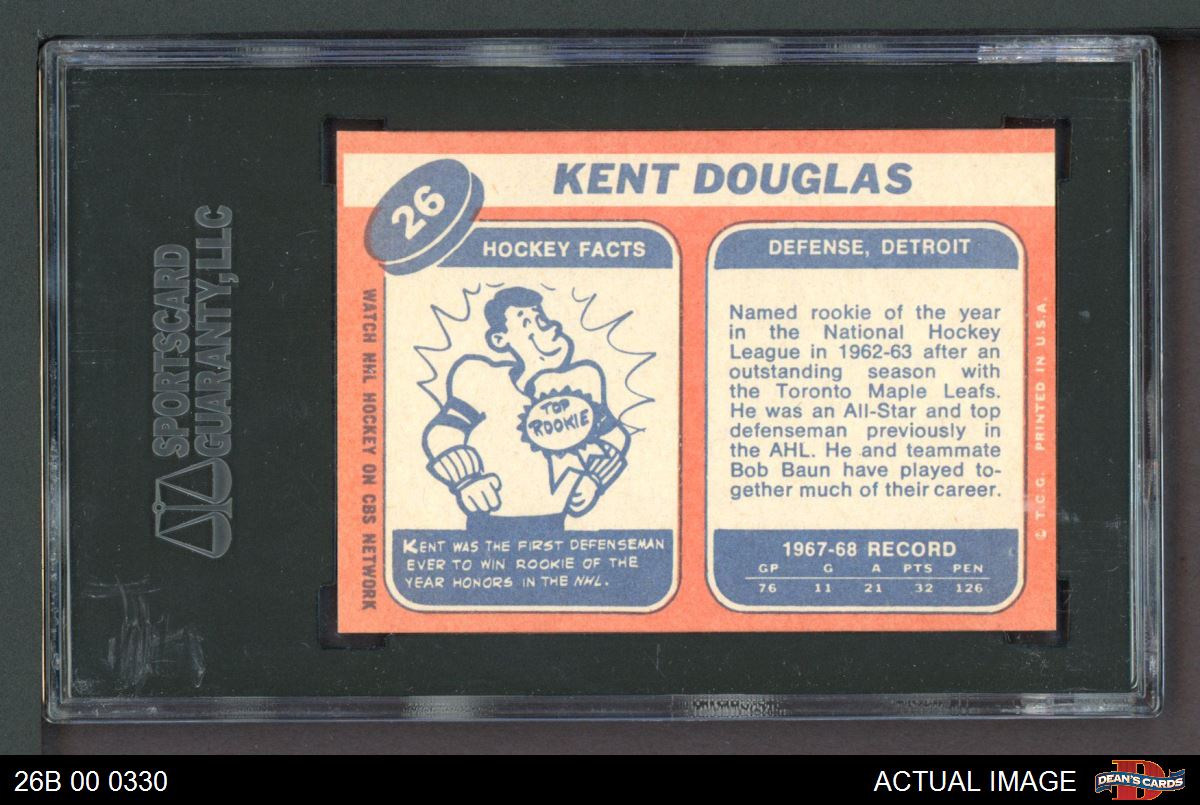 SPORTSCARD
GUARANTY, LLC
26
KENT DOUGLAS
HOCKEY FACTS
TOP
ROOKIE
KENT WAS THE FIRST DEFENSEMAN
EVER TO WIN ROOKIE OF THE
YEAR HONORS IN THE NHL.
WATCH NHL HOCKEY ON CBS NETWORK
DEFENSE, DETROIT
Named rookie of the year
in the National Hockey
League in 1962-63 after an
outstanding season with
the Toronto Maple Leafs.
He was an All-Star and top
defenseman previously in
the AHL. He and teammate
Bob Baun have played to-
gether much of their career.
1967-68 RECORD
GP G A PTS PEN
76 11 21 32 126
© T.C.G. PRINTED IN U.S.A.
26B 00 0330
ACTUAL IMAGE
DEAN'S CARDS